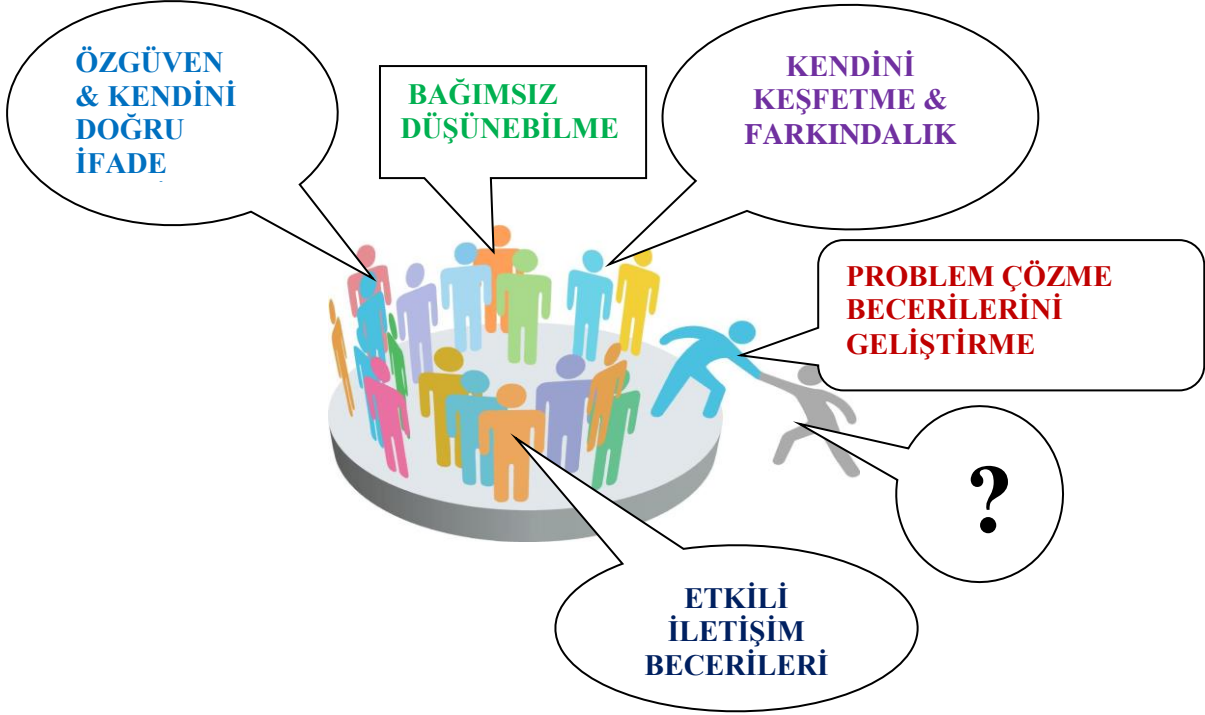 ÖZGÜVEN
& KENDİNİ
DOĞRU
İFADE
BAĞIMSIZ
DÜŞÜNEBİLME
KENDİNİ
KEŞFETME &
FARKINDALIK
PROBLEM ÇÖZME
BECERİLERİNİ
GELİŞTİRME
?
ETKİLİ
İLETİŞİM
BECERİLERİ